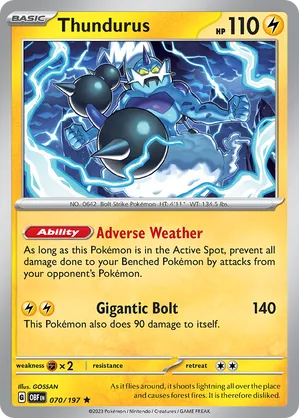 BASIC
Thundurus
HP 110
NO. 0642 Bolt Strike Pokémon HT: 4'11" WT: 134.5 lbs.
Ability Adverse Weather
As long as this Pokémon is in the Active Spot, prevent all
damage done to your Benched Pokémon by attacks
from your opponent's Pokémon.
Gigantic Bolt 140
This Pokémon also does 90 damage to itself.
weakness ×2 resistance retreat
Illus. GOSSAN
G OBF EN 070/197 ★
As it flies around, it shoots lightning all over the place
and causes forest fires. It is therefore disliked.
©2023 Pokémon / Nintendo / Creatures / GAME FREAK